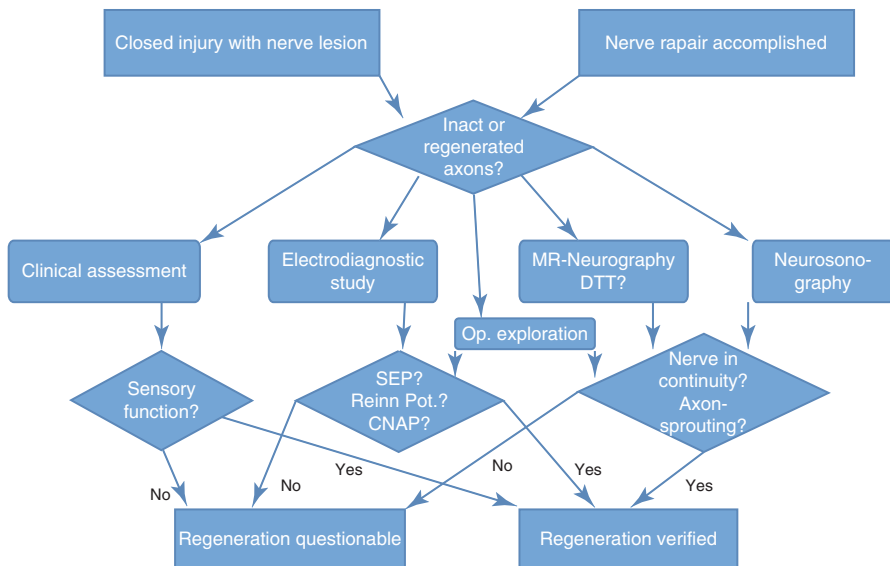 Closed injury with nerve lesion
Nerve rapair accomplished
Inact or
regenerated
axons?
Clinical assessment
Electrodiagnostic
study
MR-Neurography
DTT?
Neurosono-
graphy
Op. exploration
Sensory
function?
SEP?
Reinn Pot.?
CNAP?
Nerve in
continuity?
Axon-
sprouting?
No
No
Yes
No
Yes
Yes
Regeneration questionable
Regeneration verified